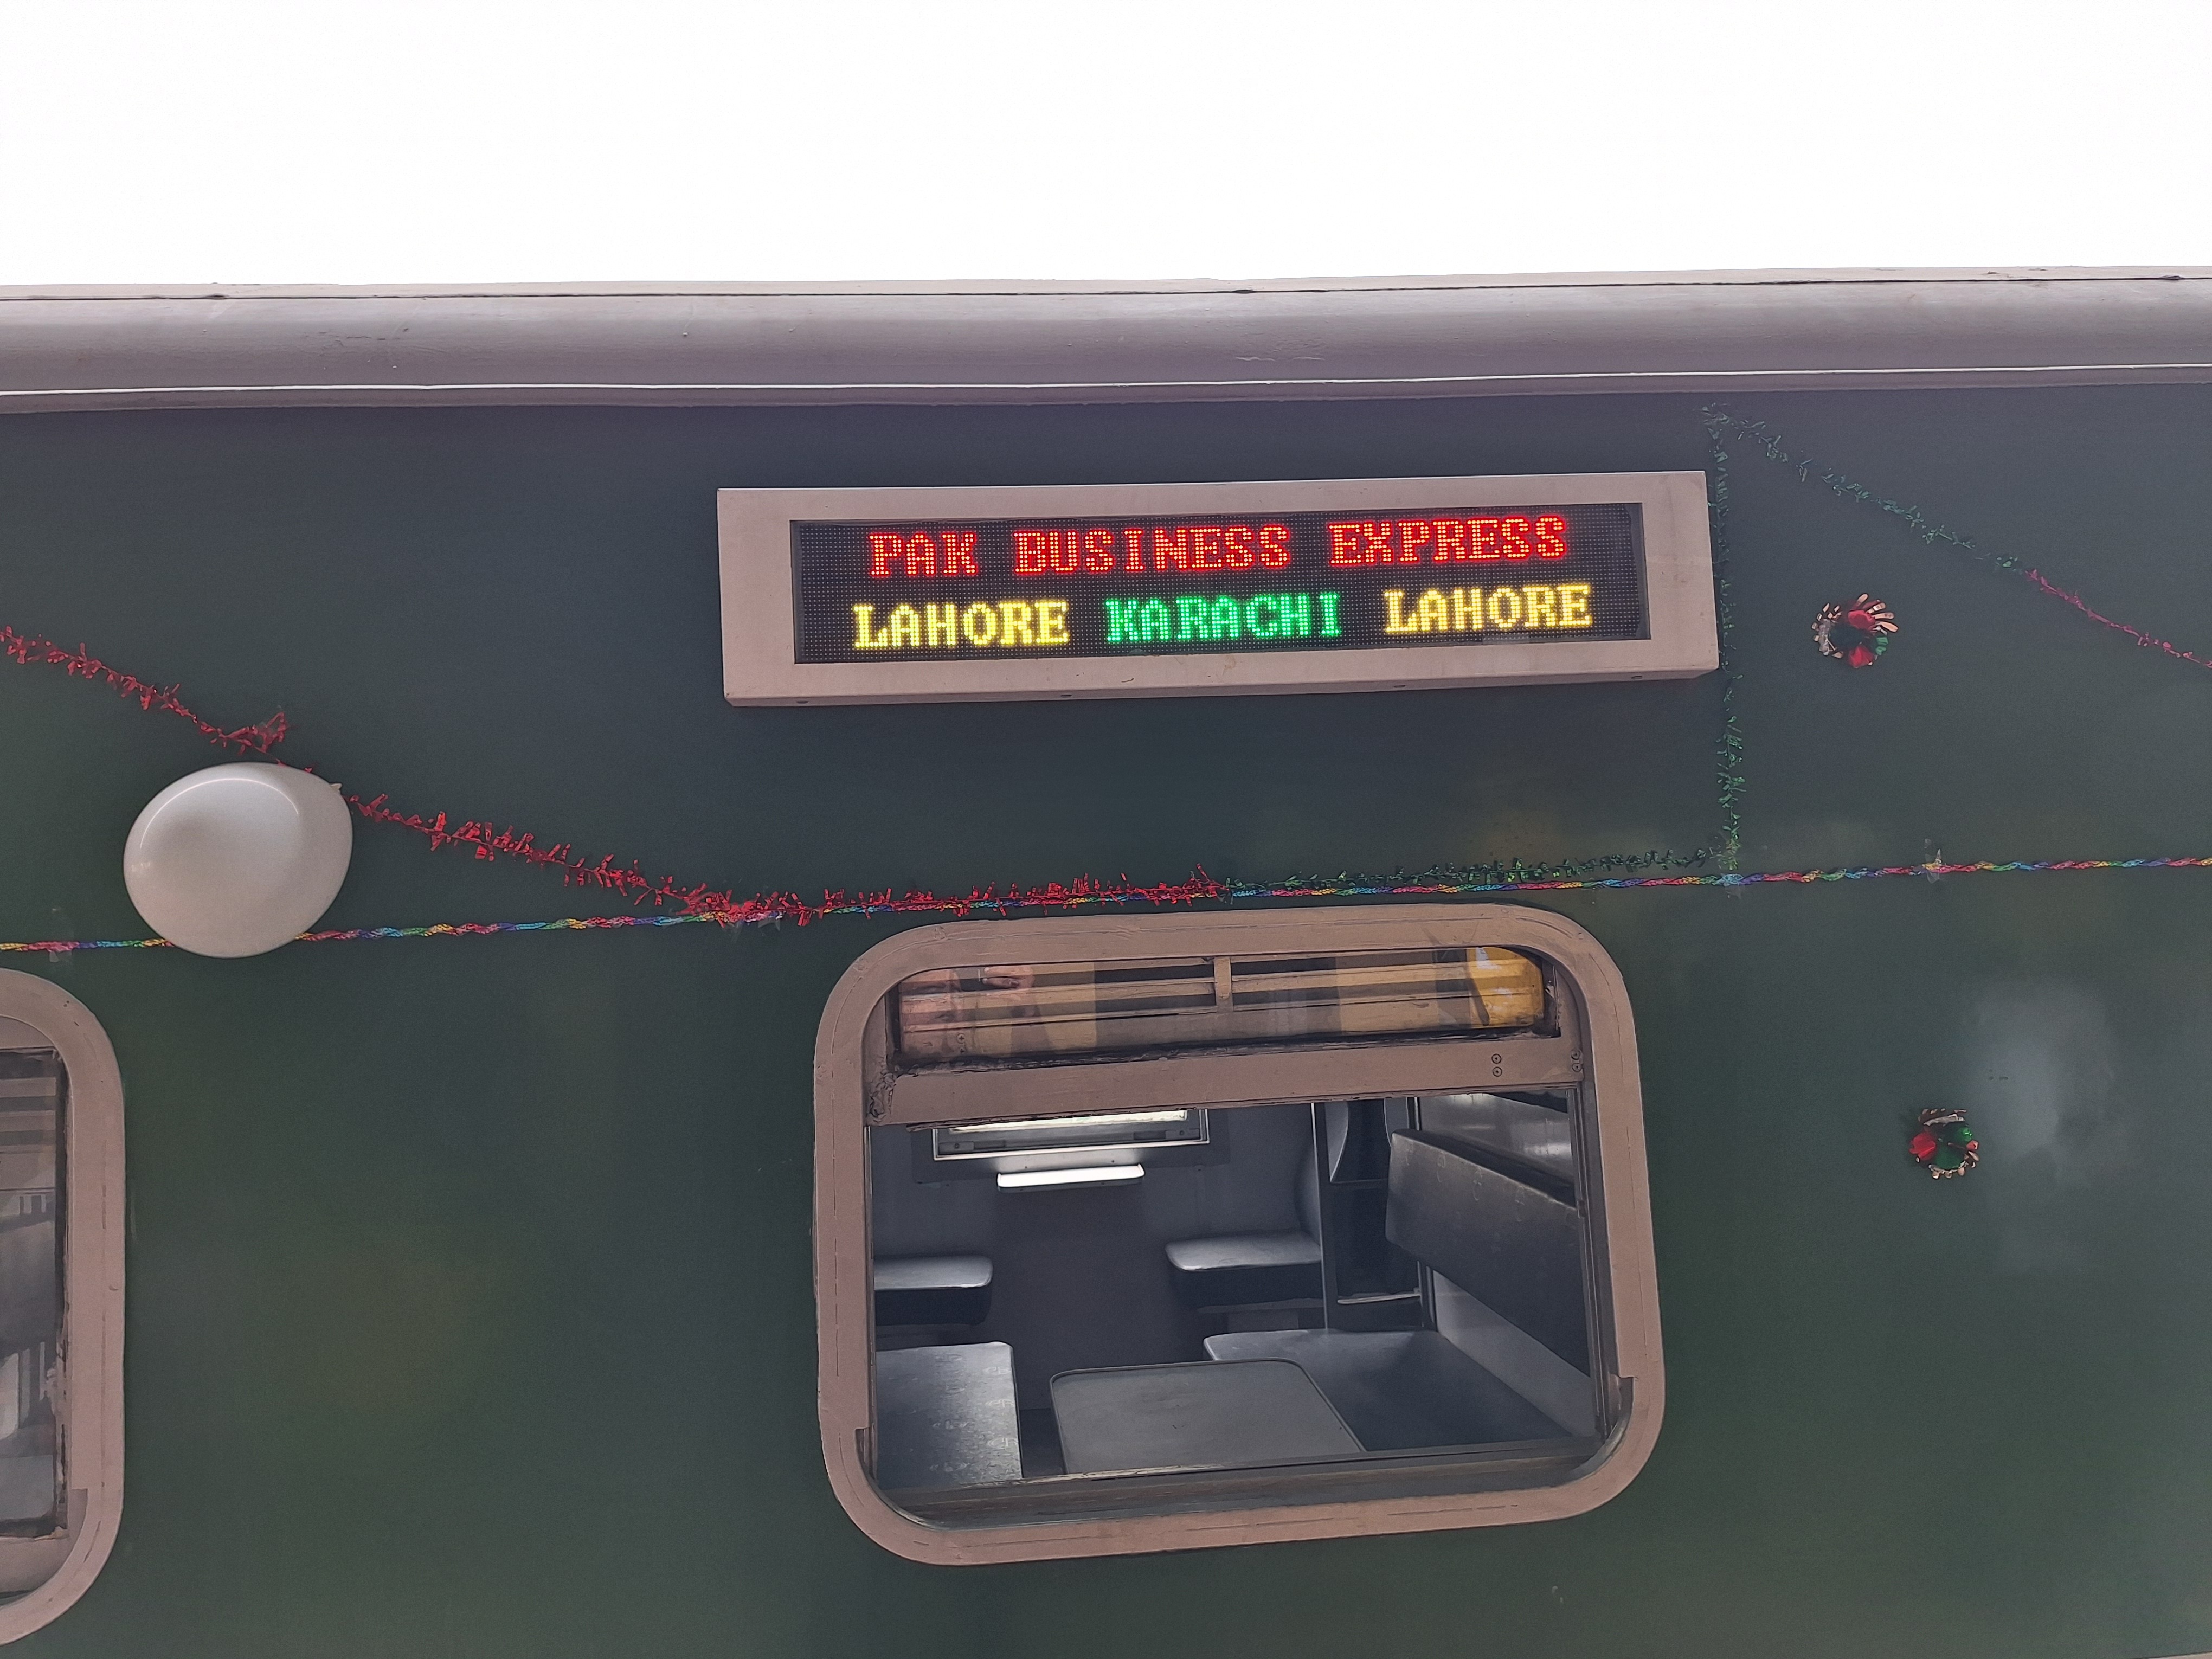 PAK BUSINESS EXPRESS
LAHORE KARACHI LAHORE